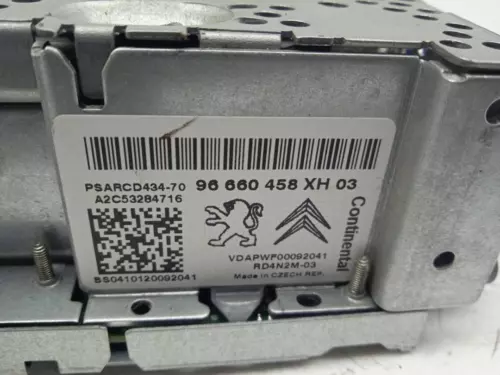 PSARCD434-70 96 660 458 XH 03
A2C53284716
Continental
VDAPWF00092041
RD4N2M-03
Made in CZECH REP.
BS0410120092041